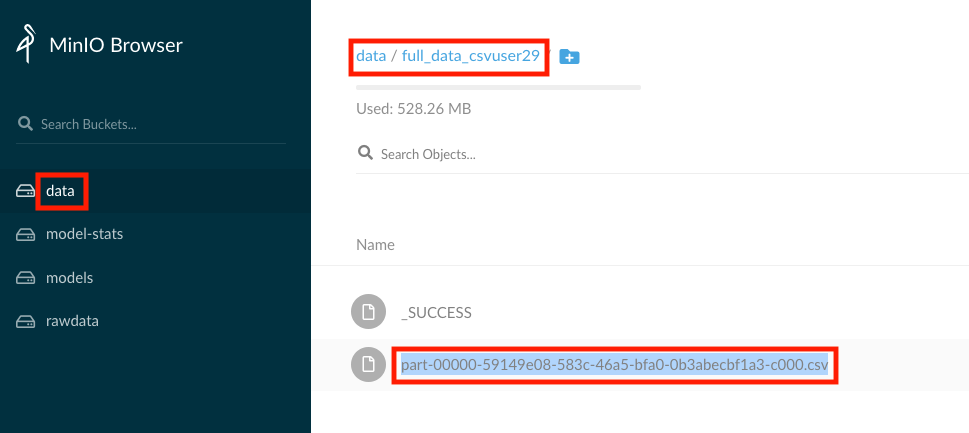 MinIO Browser
Search Buckets...
data
model-stats
models
rawdata
data / full_data_csvuser29
Used: 528.26 MB
Search Objects...
Name
_SUCCESS
part-00000-59149e08-583c-46a5-bfa0-0b3abecbf1a3-c000.csv